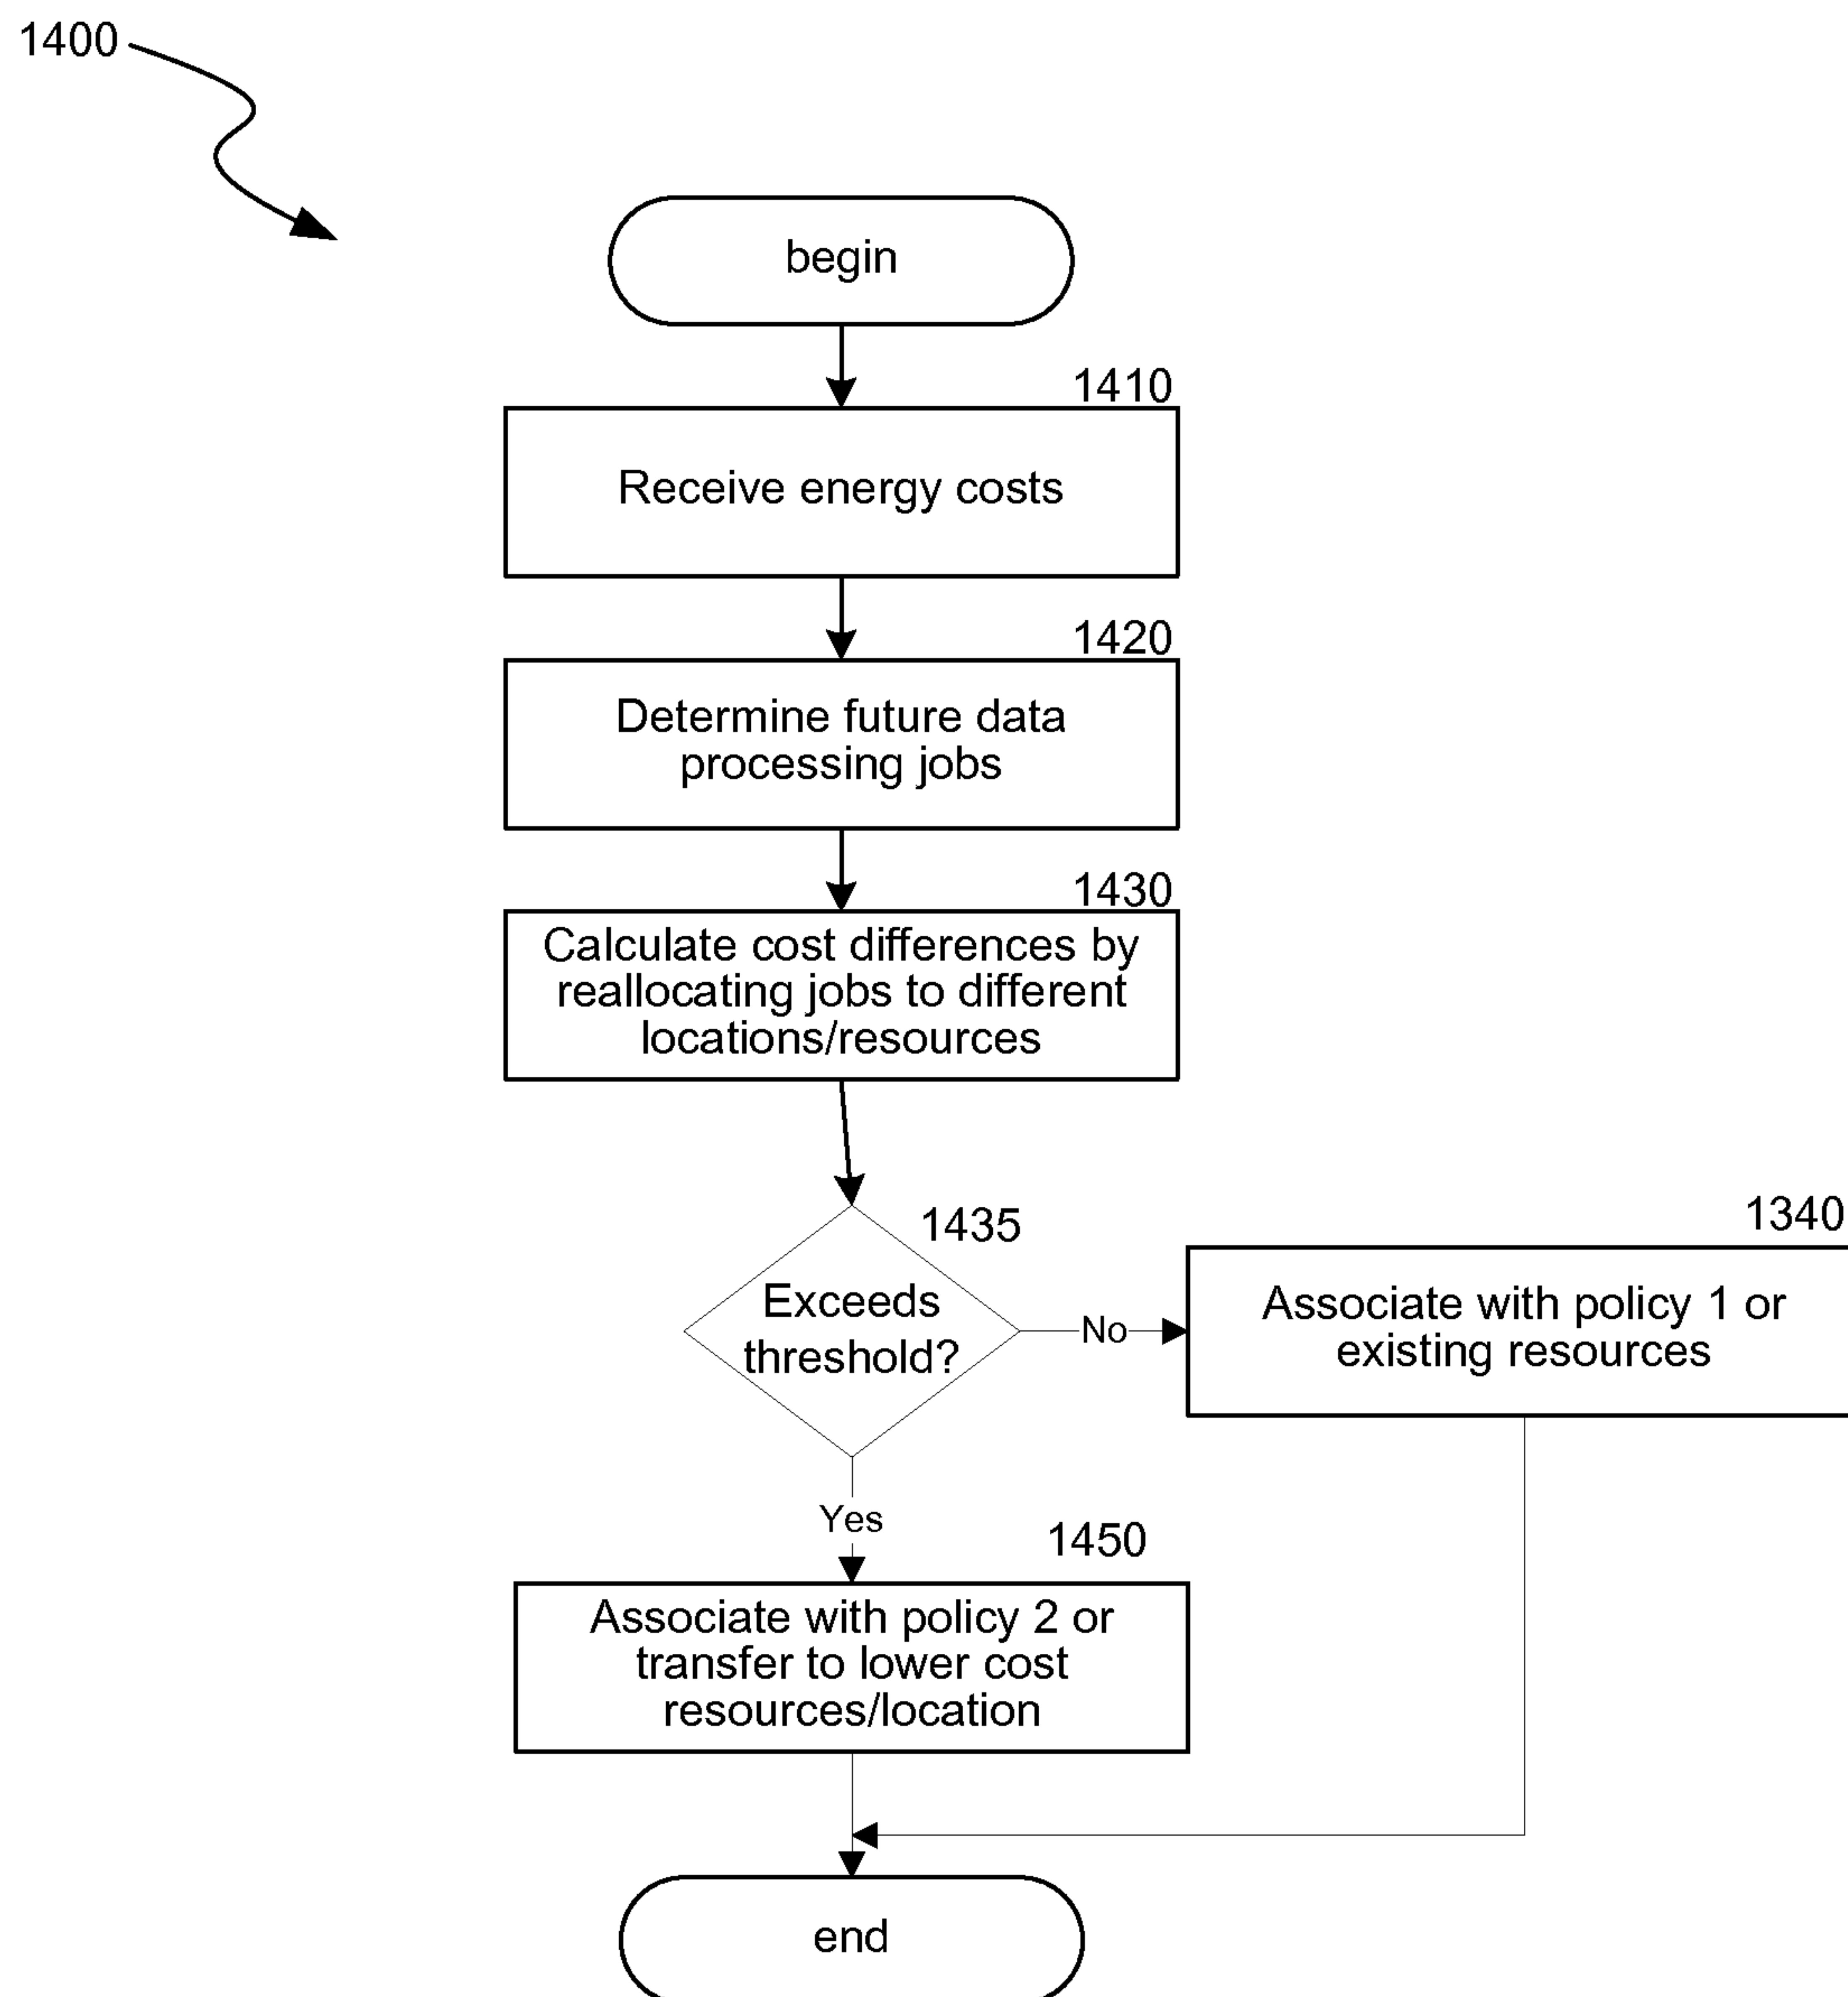 1400
begin
1410
Receive energy costs
1420
Determine future data
processing jobs
1430
Calculate cost differences by
reallocating jobs to different
locations/resources
1435
Exceeds
threshold?
No
1340
Associate with policy 1 or
existing resources
Yes
1450
Associate with policy 2 or
transfer to lower cost
resources/location
end